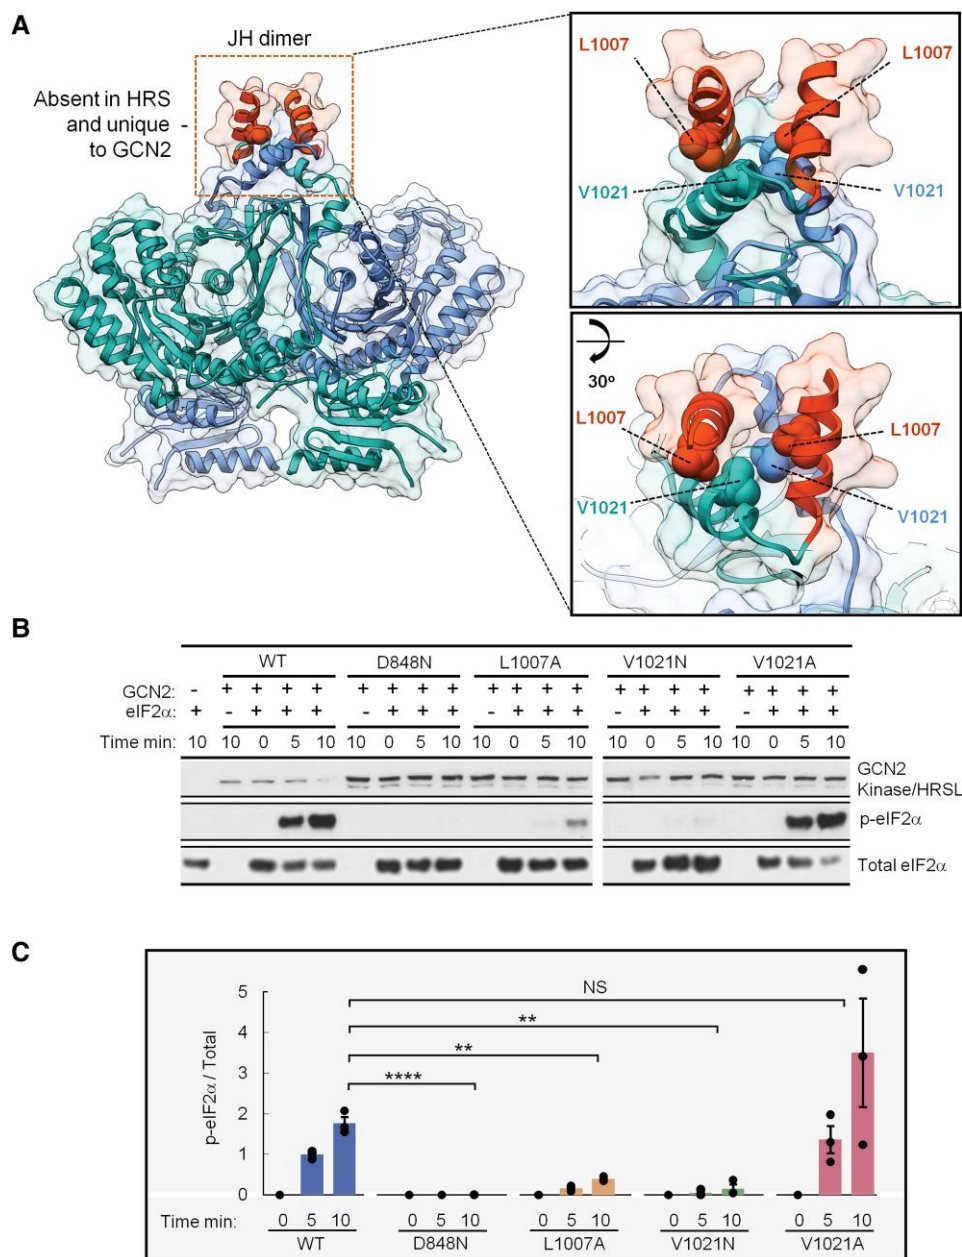 A
JH dimer
Absent in HRS
and unique
to GCN2
L1007
L1007
V1021
V1021
30º
L1007
L1007
V1021
V1021
B
WT D848N L1007A V1021N V1021A
GCN2: - + + + + + + + + + + + + + + + + + + + +
eIF2α: + - + + + - + + + - + + + - + + + - + + +
Time min: 10 10 0 5 10 10 0 5 10 10 0 5 10 10 0 5 10 10 0 5 10
GCN2
Kinase/HRSL
p-eIF2α
Total eIF2α
C
NS
**
**
****
p-eIF2α / Total
5
4
3
2
1
0
Time min: 0 5 10 0 5 10 0 5 10 0 5 10 0 5 10
WT D848N L1007A V1021N V1021A